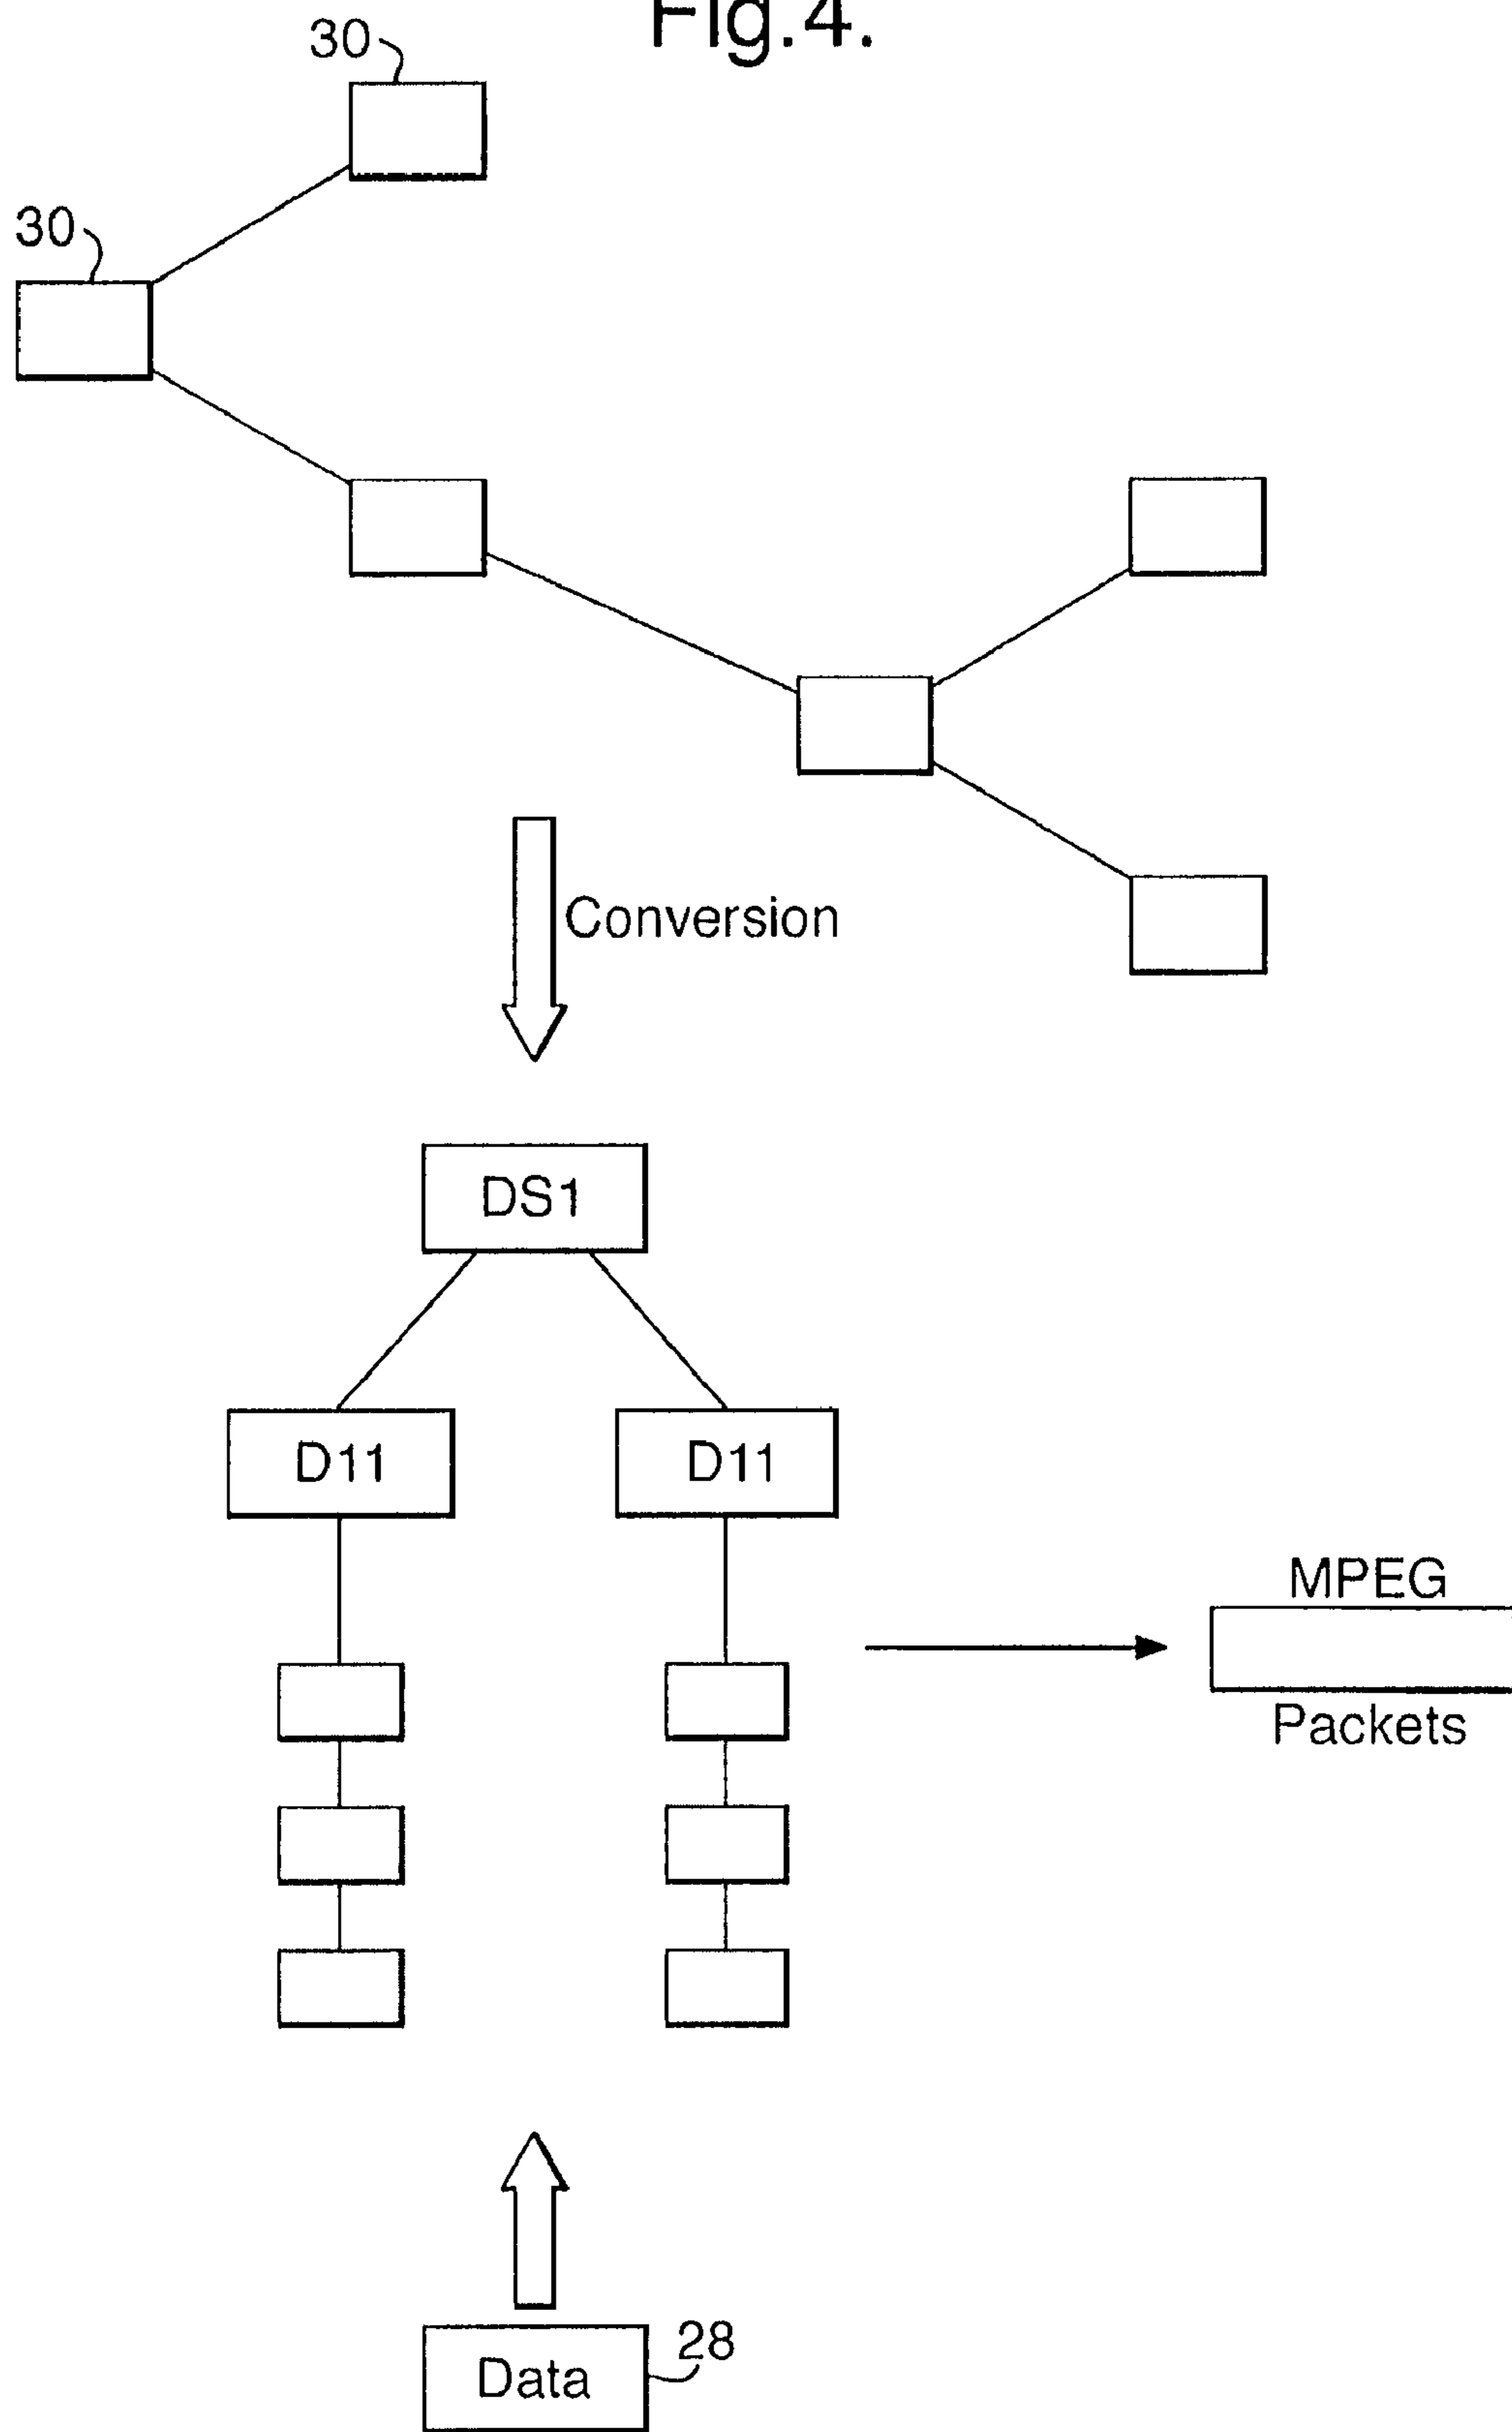 Fig.4.
30
30
Conversion
DS1
D11 D11
MPEG
Packets
Data 28